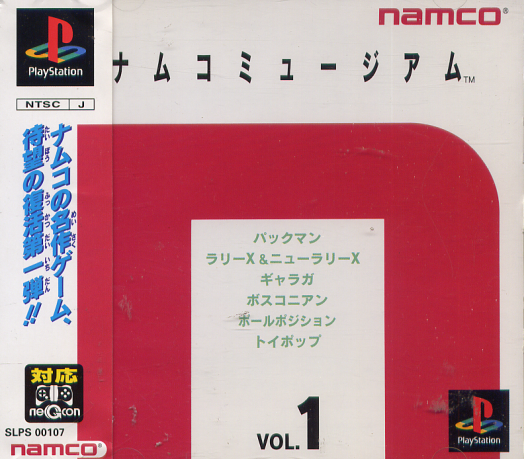 PlayStation
NTSC J
ナムコの名作ゲーム、
待望の復活第一弾!!
対応
neGcon
SLPS 00107
namco
namco®
ナムコミュージアム™
パックマン
ラリーX&ニューラリーX
ギャラガ
ボスコニアン
ポールポジション
トイポップ
VOL.1
PlayStation